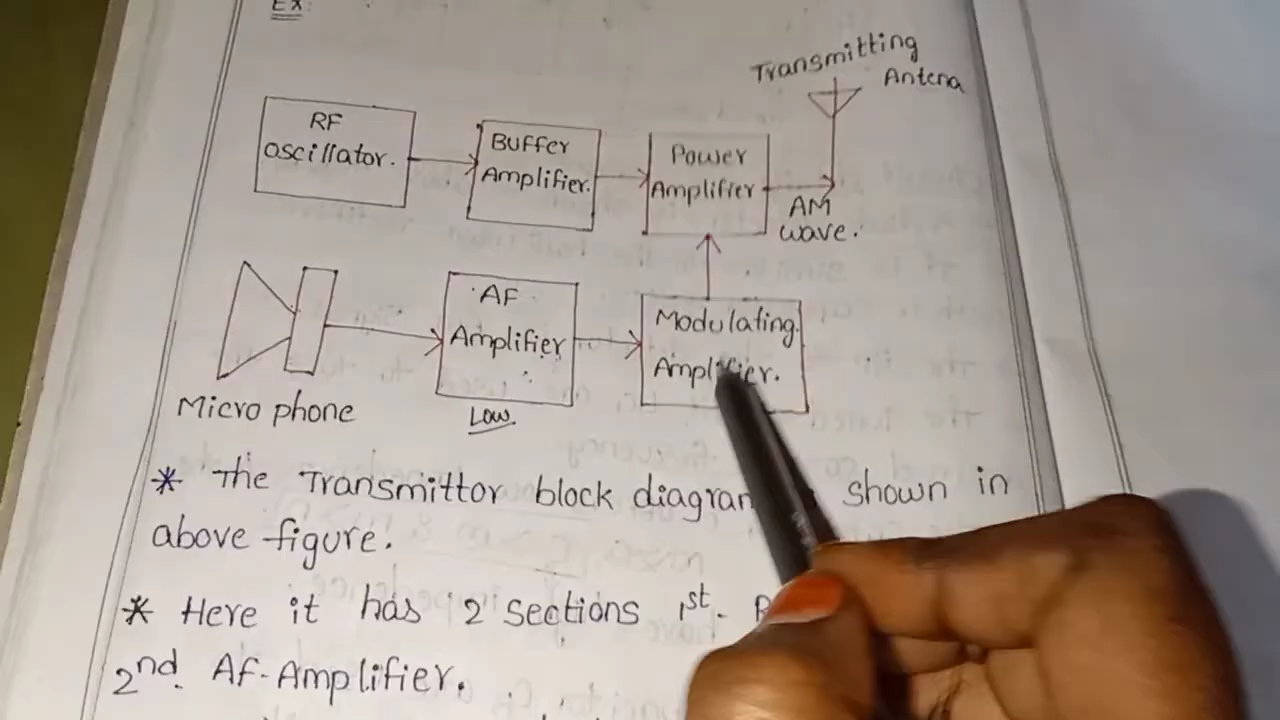 Ex:
Transmitting
Antena
RF
oscillator.
Buffer
Amplifier.
Power
Amplifier
AM
wave.
AF
Amplifier
Low
Modulating
Amplifier.
Micro phone
* The Transmittor block diagram shown in
above figure.
* Here it has 2 sections 1st.
2nd. Af-Amplifier.